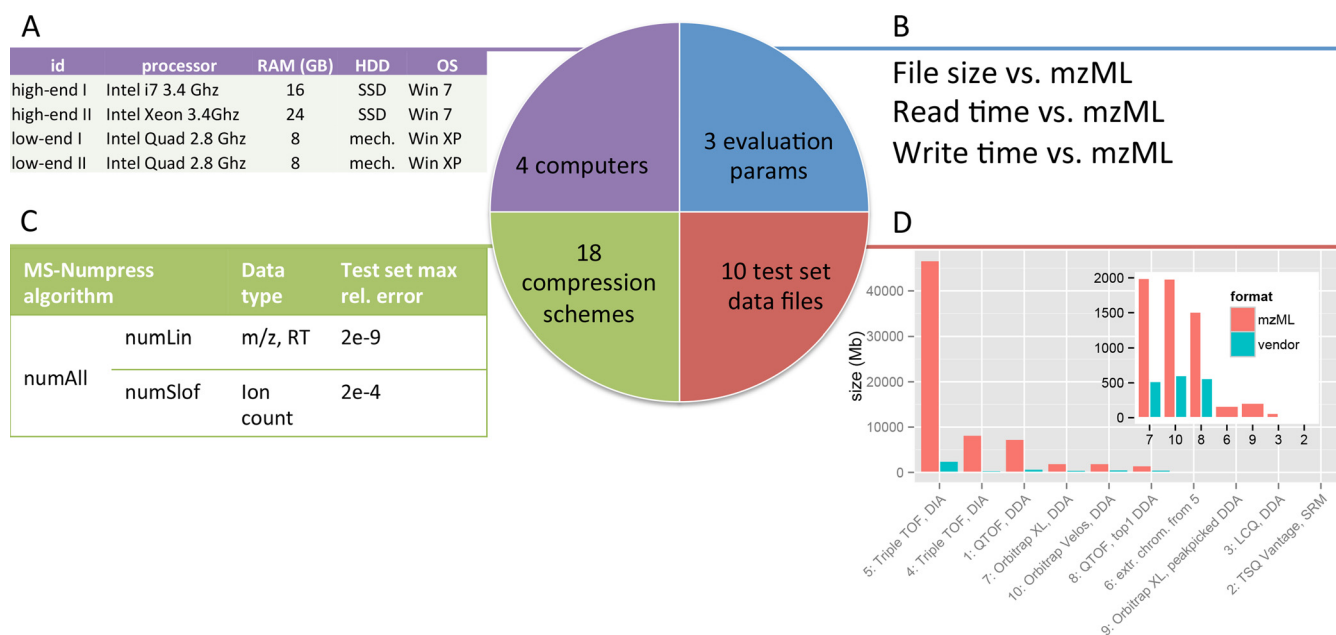 A
id processor RAM (GB) HDD OS
high-end I Intel i7 3.4 Ghz 16 SSD Win 7
high-end II Intel Xeon 3.4Ghz 24 SSD Win 7
low-end I Intel Quad 2.8 Ghz 8 mech. Win XP
low-end II Intel Quad 2.8 Ghz 8 mech. Win XP
4 computers
3 evaluation
params
18
compression
schemes
10 test set
data files
B
File size vs. mzML
Read time vs. mzML
Write time vs. mzML
C
MS-Numpress
algorithm
Data
type
Test set max
rel. error
numAll
numLin m/z, RT 2e-9
numSlof Ion
count
2e-4
D
size (Mb)
40000
30000
20000
10000
0
2000
1500
1000
500
0
7 10 8 6 9 3 2
format
mzML
vendor
5: Triple TOF, DIA
4: Triple TOF, DIA
1: QTOF, DDA
7: Orbitrap XL, DDA
10: Orbitrap Velos, DDA
8: QTOF, top1 DDA
6: extr. chrom. from 5
9: Orbitrap XL, peakpicked DDA
3: LCQ, DDA
2: TSQ Vantage, SRM